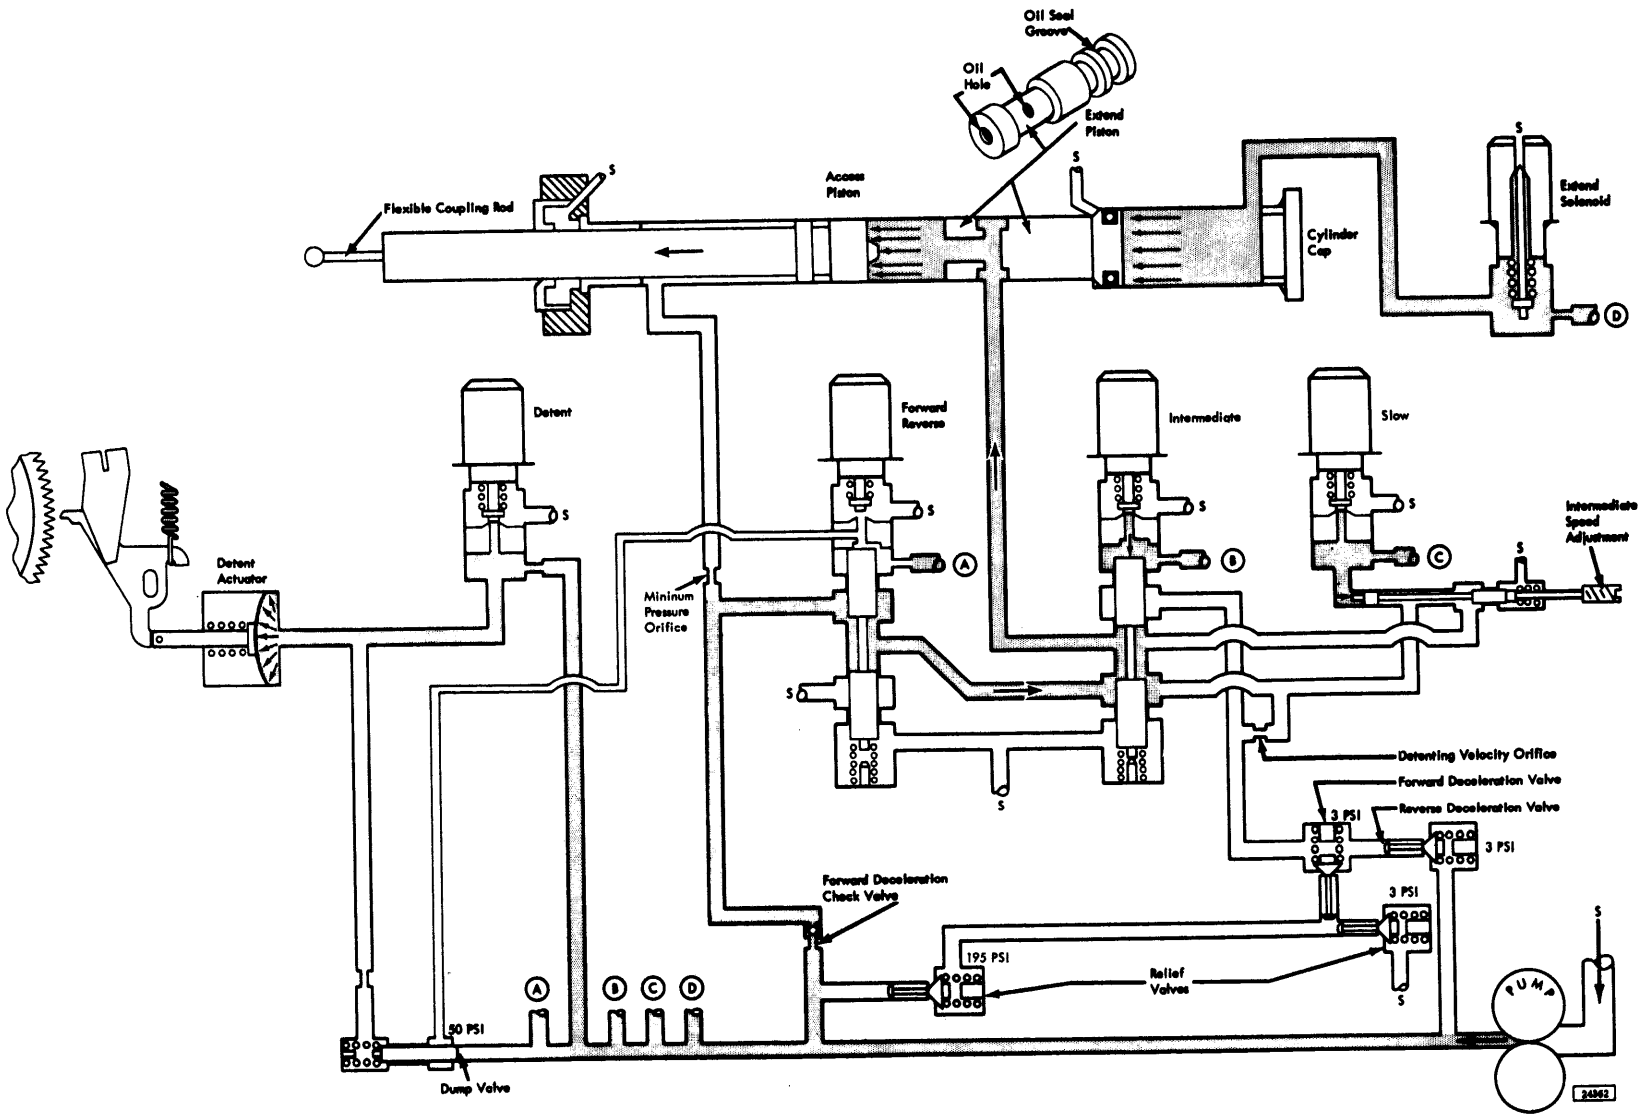 Oil Seal
Groove
Oil
Hole
Extend
Piston
S
S
Access
Piston
S
Extend
Solenoid
Flexible Coupling Rod
Cylinder
Cap
D
Detent
Forward
Reverse
Intermediate
Slow
S
S
S
S
Intermediate
Speed
Adjustment
S
A
B
C
Detent
Actuator
Mininum
Pressure
Orifice
S
Detenting Velocity Orifice
Forward Deceleration Valve
S
Reverse Deceleration Valve
3 PSI
3 PSI
Forward Deceleration
Check Valve
3 PSI
S
195 PSI
Relief
Valves
A
B
C
D
S
PUMP
50 PSI
Dump Valve
24362